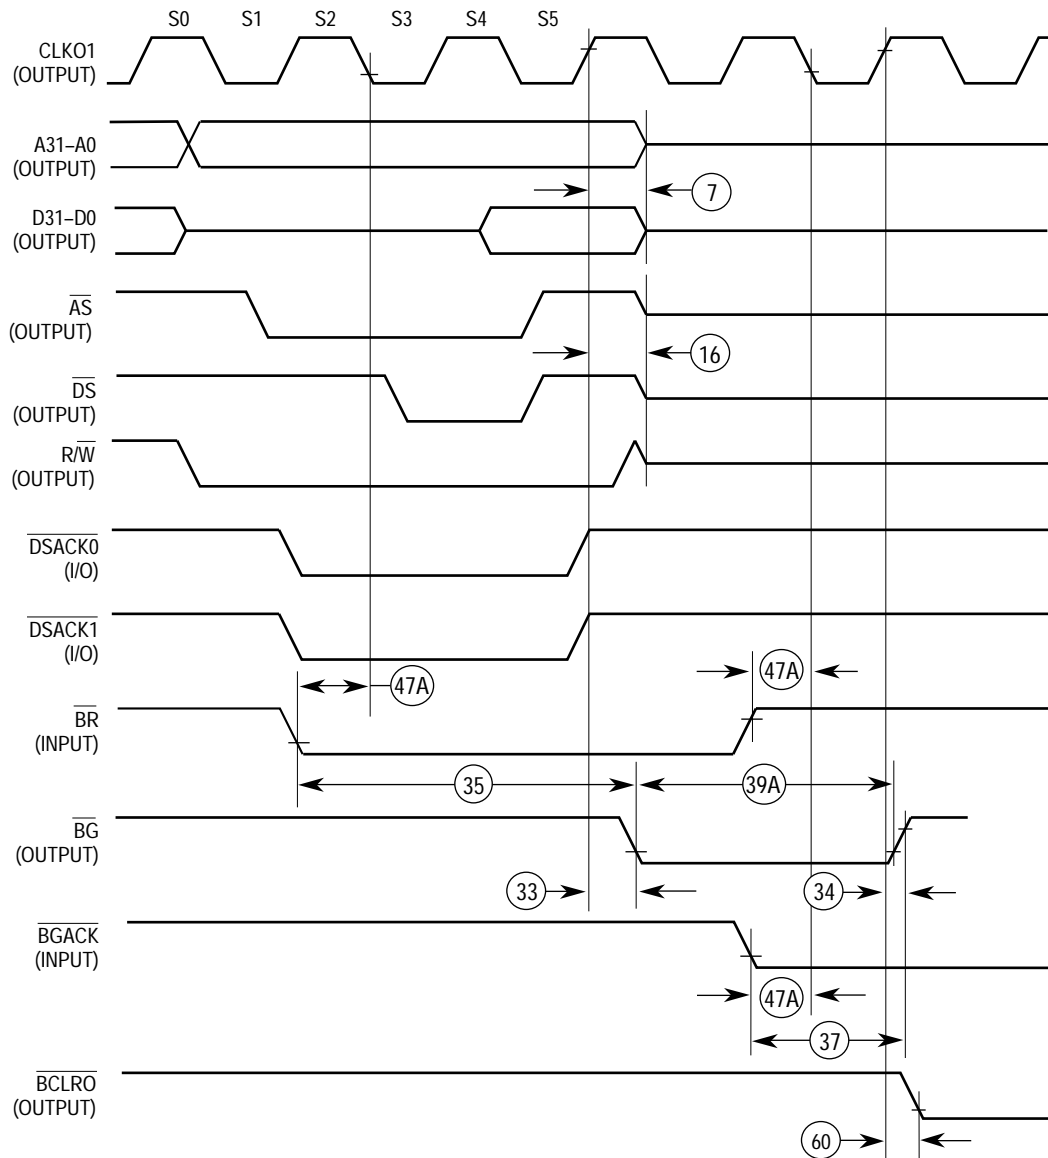 S0 S1 S2 S3 S4 S5
CLKO1
(OUTPUT)
A31–A0
(OUTPUT)
7
D31–D0
(OUTPUT)
AS
(OUTPUT)
16
DS
(OUTPUT)
R/W
(OUTPUT)
DSACK0
(I/O)
DSACK1
(I/O)
47A
47A
BR
(INPUT)
35
39A
BG
(OUTPUT)
33
34
BGACK
(INPUT)
47A
37
BCLRO
(OUTPUT)
60